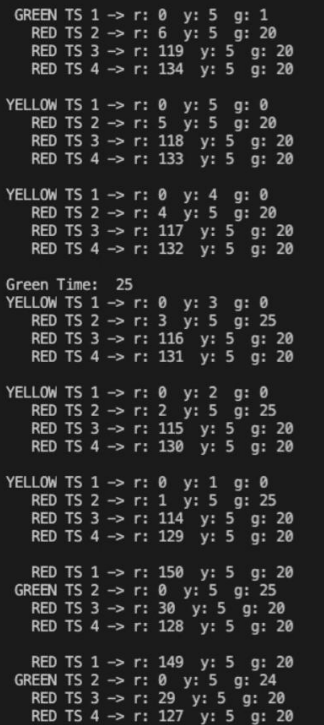 GREEN TS 1 -> r: 0 y: 5 g: 1
RED TS 2 -> r: 6 y: 5 g: 20
RED TS 3 -> r: 119 y: 5 g: 20
RED TS 4 -> r: 134 y: 5 g: 20
YELLOW TS 1 -> r: 0 y: 5 g: 0
RED TS 2 -> r: 5 y: 5 g: 20
RED TS 3 -> r: 118 y: 5 g: 20
RED TS 4 -> r: 133 y: 5 g: 20
YELLOW TS 1 -> r: 0 y: 4 g: 0
RED TS 2 -> r: 4 y: 5 g: 20
RED TS 3 -> r: 117 y: 5 g: 20
RED TS 4 -> r: 132 y: 5 g: 20
Green Time: 25
YELLOW TS 1 -> r: 0 y: 3 g: 0
RED TS 2 -> r: 3 y: 5 g: 25
RED TS 3 -> r: 116 y: 5 g: 20
RED TS 4 -> r: 131 y: 5 g: 20
YELLOW TS 1 -> r: 0 y: 2 g: 0
RED TS 2 -> r: 2 y: 5 g: 25
RED TS 3 -> r: 115 y: 5 g: 20
RED TS 4 -> r: 130 y: 5 g: 20
YELLOW TS 1 -> r: 0 y: 1 g: 0
RED TS 2 -> r: 1 y: 5 g: 25
RED TS 3 -> r: 114 y: 5 g: 20
RED TS 4 -> r: 129 y: 5 g: 20
RED TS 1 -> r: 150 y: 5 g: 20
GREEN TS 2 -> r: 0 y: 5 g: 25
RED TS 3 -> r: 30 y: 5 g: 20
RED TS 4 -> r: 128 y: 5 g: 20
RED TS 1 -> r: 149 y: 5 g: 20
GREEN TS 2 -> r: 0 y: 5 g: 24
RED TS 3 -> r: 29 y: 5 g: 20
RED TS 4 -> r: 127 y: 5 g: 20